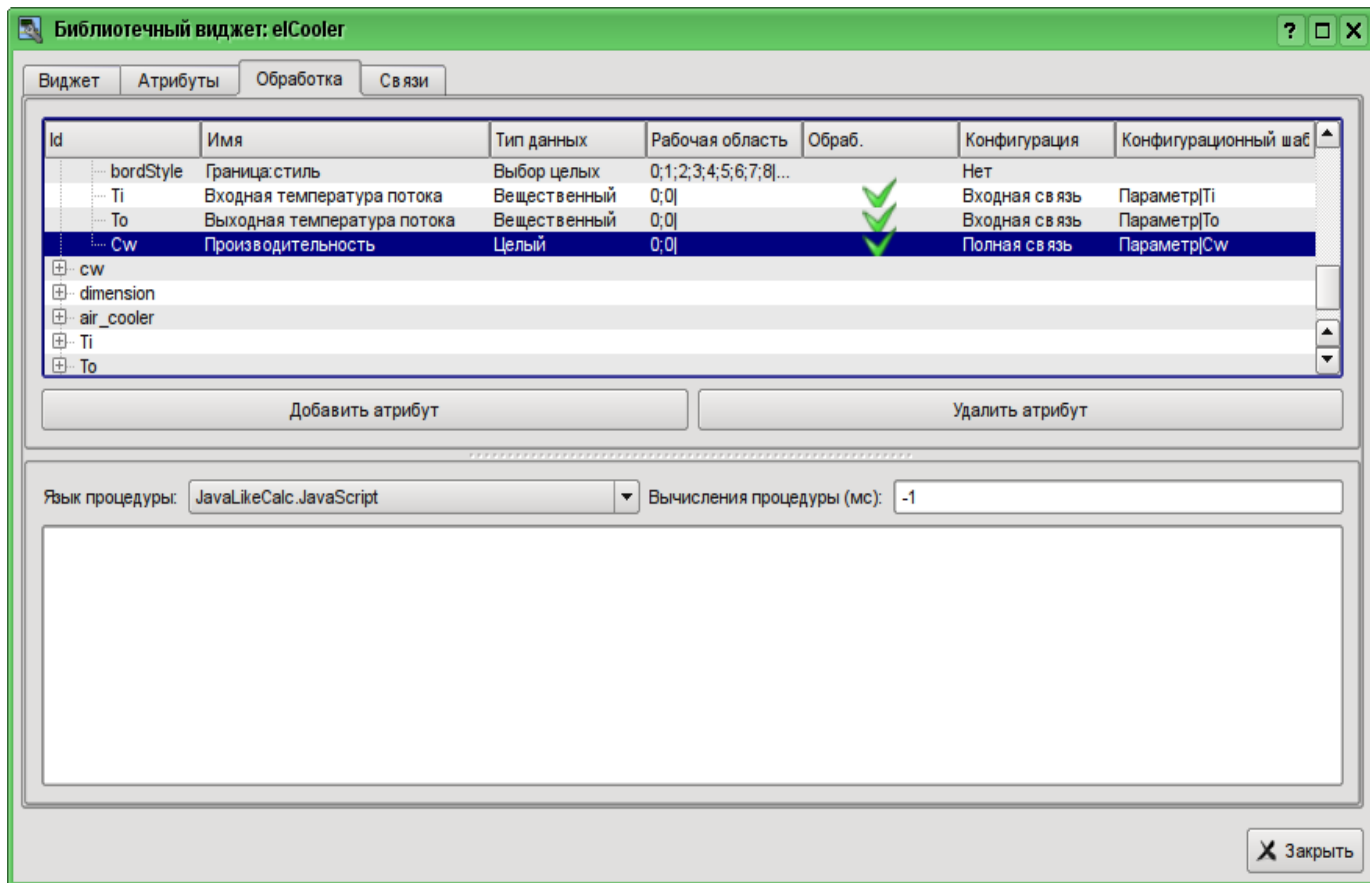 Библиотечный виджет: elCooler
Виджет Атрибуты Обработка Связи
Id Имя Тип данных Рабочая область Обраб. Конфигурация Конфигурационный шаб
bordStyle Граница:стиль Выбор целых 0;1;2;3;4;5;6;7;8|... Нет
Ti Входная температура потока Вещественный 0;0| Входная связь Параметр|Ti
To Выходная температура потока Вещественный 0;0| Входная связь Параметр|To
Cw Производительность Целый 0;0| Полная связь Параметр|Cw
cw
dimension
air_cooler
Ti
To
Добавить атрибут Удалить атрибут
Язык процедуры: JavaLikeCalc.JavaScript Вычисления процедуры (мс): -1
Закрыть